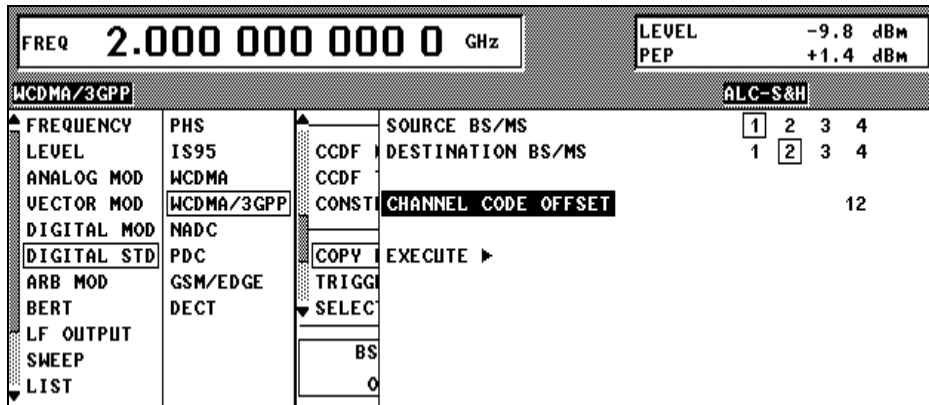 FREQ 2.000 000 000 0 GHz
LEVEL -9.8 dBm
PEP +1.4 dBm
WCDMA/3GPP
ALC-S&H
FREQUENCY
LEVEL
ANALOG MOD
VECTOR MOD
DIGITAL MOD
DIGITAL STD
ARB MOD
BERT
LF OUTPUT
SWEEP
LIST
PHS
IS95
WCDMA
WCDMA/3GPP
NADC
PDC
GSM/EDGE
DECT
CCDF
CCDF
CONST
COPY
TRIGG
SELEC
BS
O
SOURCE BS/MS 1 2 3 4
DESTINATION BS/MS 1 2 3 4
CHANNEL CODE OFFSET 12
EXECUTE ▶